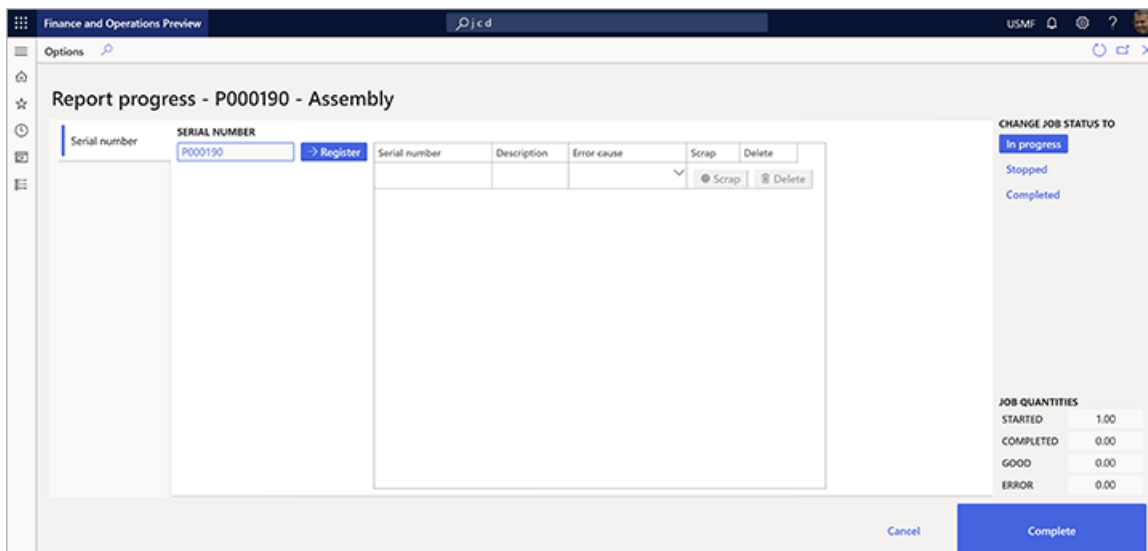 Finance and Operations Preview jcd USMF ?
Options
Report progress - P000190 - Assembly
Serial number
SERIAL NUMBER
P000190 → Register
Serial number Description Error cause Scrap Delete
Scrap Delete
CHANGE JOB STATUS TO
In progress
Stopped
Completed
JOB QUANTITIES
STARTED 1.00
COMPLETED 0.00
GOOD 0.00
ERROR 0.00
Cancel Complete